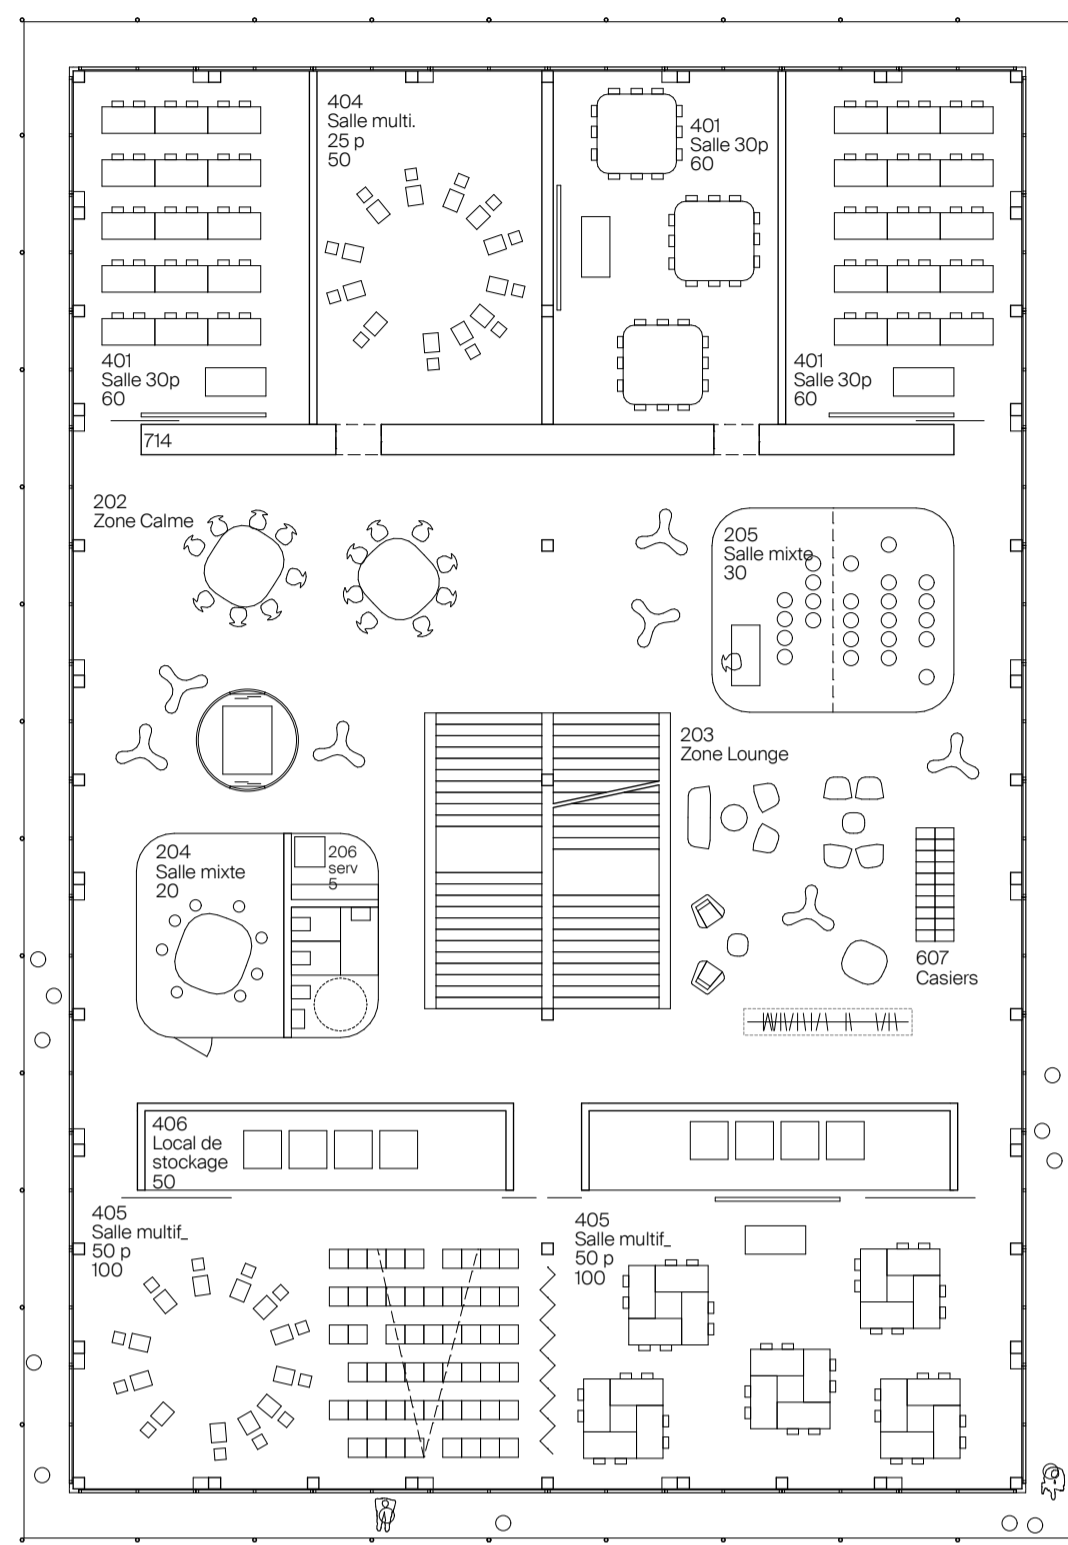 404
Salle multi.
25 p
50
401
Salle 30p
60
401
Salle 30p
60
401
Salle 30p
60
714
202
Zone Calme
205
Salle mixte
30
203
Zone Lounge
204
Salle mixte
20
206
serv
5
607
Casiers
406
Local de
stockage
50
405
Salle multif_
50 p
100
405
Salle multif_
50 p
100